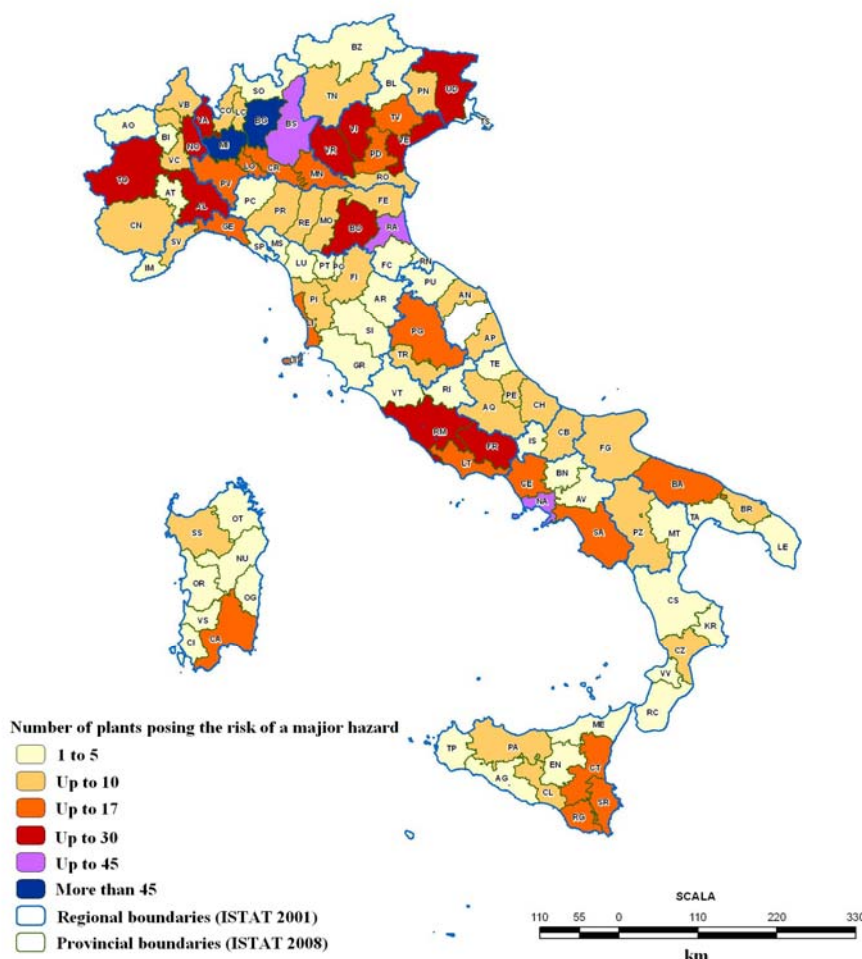 BZ
SO
BL
UD
TN
PN
VB
CO
LC
VA
BG
BS
TV
TS
AO
BI
NO
MI
VR
VI
VE
VC
PD
TO
PV
LO
CR
MN
RO
AT
AL
PC
FE
CN
PR
RE
MO
BO
RA
GE
SV
SP
MS
IM
LU
PT
PO
FC
RN
FI
PU
PI
AR
AN
LI
SI
PG
AP
GR
TR
TE
VT
RI
AQ
PE
CH
RM
FR
IS
CB
FG
LT
CE
BN
BA
NA
AV
SA
PZ
MT
TA
BR
LE
OT
SS
NU
OR
OG
VS
CI
CA
CS
KR
CZ
VV
RC
ME
TP
PA
EN
CT
AG
CL
SR
RG
Number of plants posing the risk of a majior hazard
1 to 5
Up to 10
Up to 17
Up to 30
Up to 45
More than 45
Regional boundaries (ISTAT 2001)
Provincial boundaries (ISTAT 2008)
SCALA
110 55 0 110 220 330
km